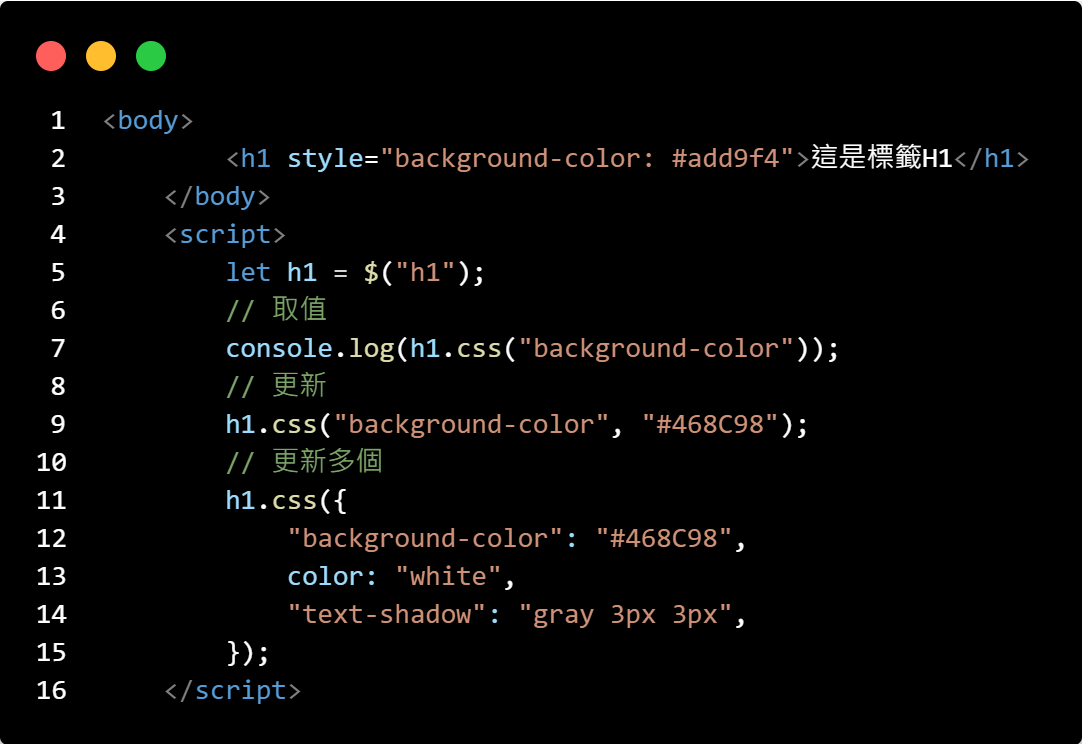 1 <body>
2         <h1 style="background-color: #add9f4">這是標籤H1</h1>
3     </body>
4     <script>
5         let h1 = $("h1");
6         // 取值
7         console.log(h1.css("background-color"));
8         // 更新
9         h1.css("background-color", "#468C98");
10         // 更新多個
11         h1.css({
12             "background-color": "#468C98",
13             color: "white",
14             "text-shadow": "gray 3px 3px",
15         });
16     </script>